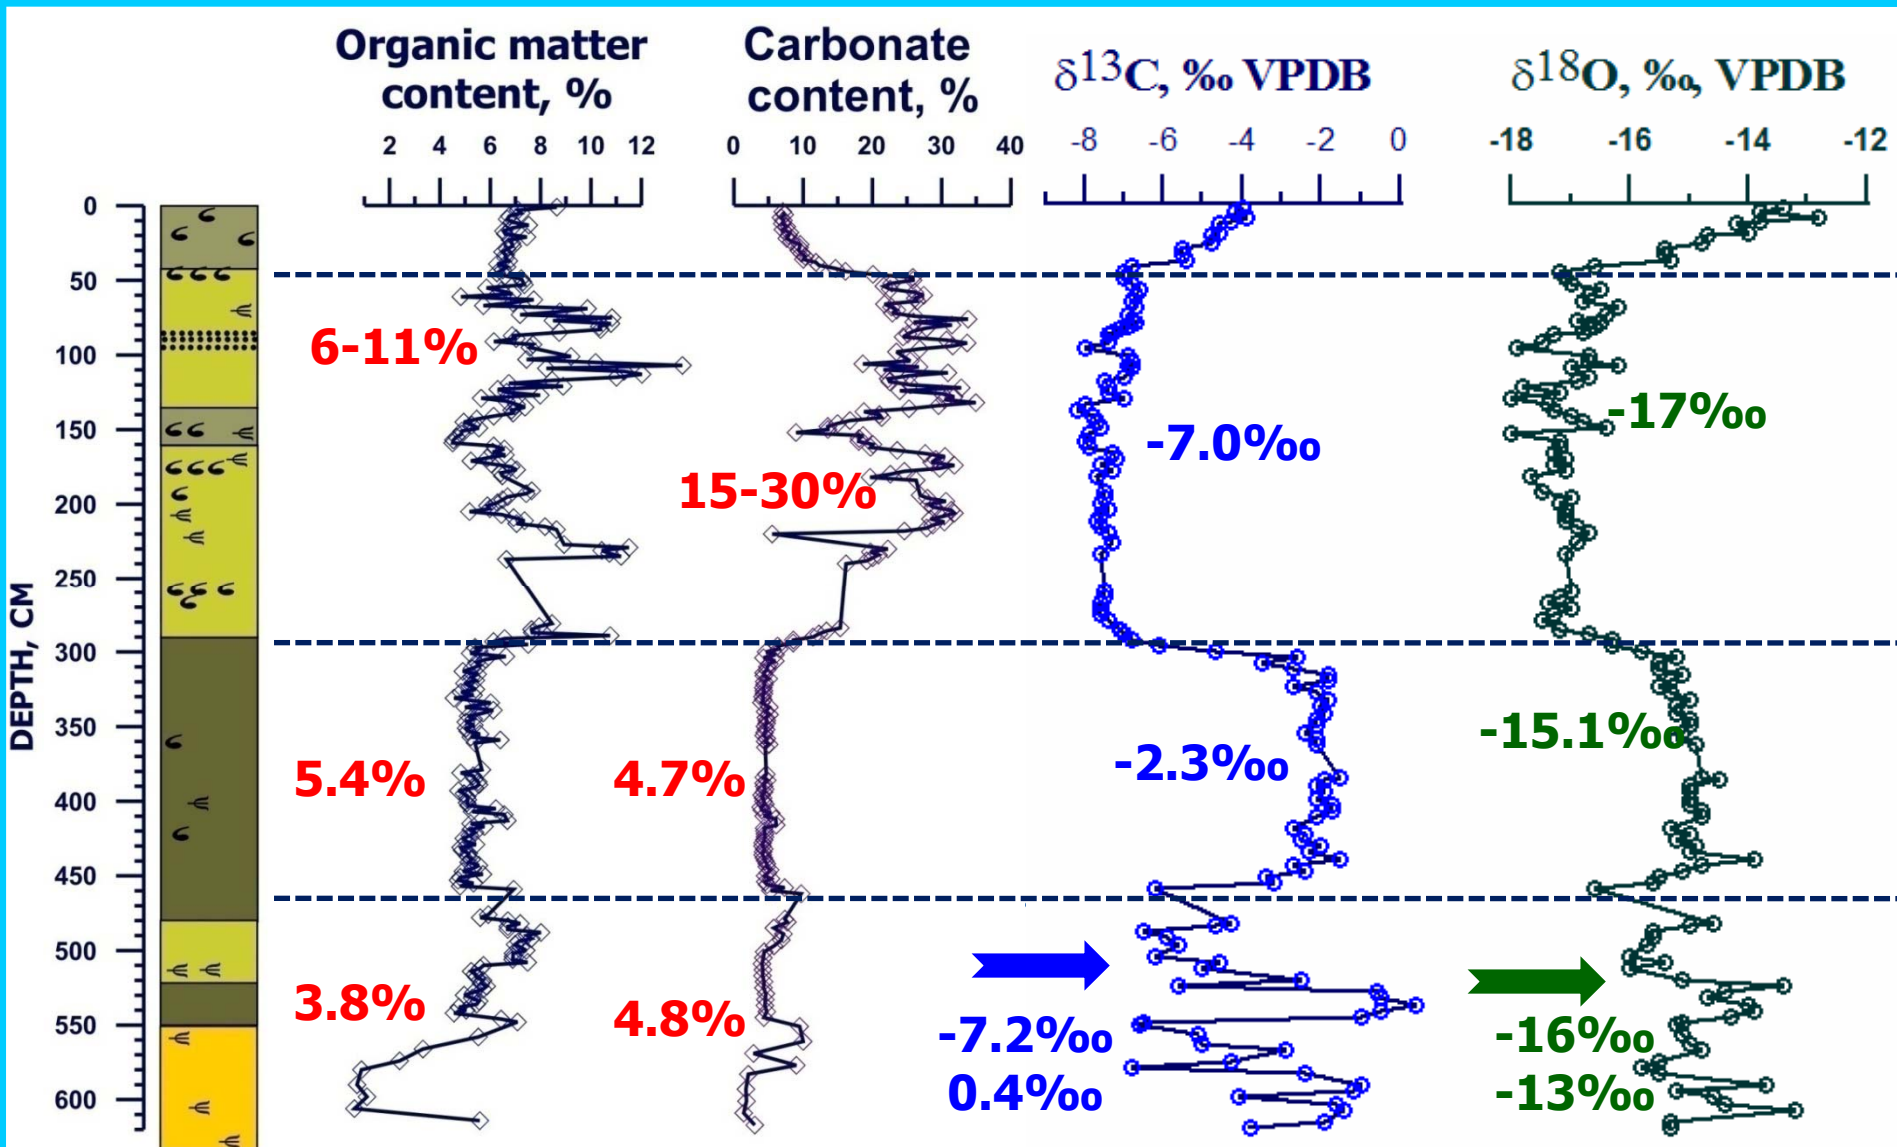 Organic matter
content, %
Carbonate
content, %
δ13C, ‰ VPDB
δ18O, ‰, VPDB
2 4 6 8 10 12
0 10 20 30 40
-8 -6 -4 -2 0
-18 -16 -14 -12
DEPTH, CM
0
50
100
150
200
250
300
350
400
450
500
550
600
6-11%
15-30%
-7.0‰
-17‰
5.4%
4.7%
-2.3‰
-15.1‰
3.8%
4.8%
-7.2‰
0.4‰
-16‰
-13‰